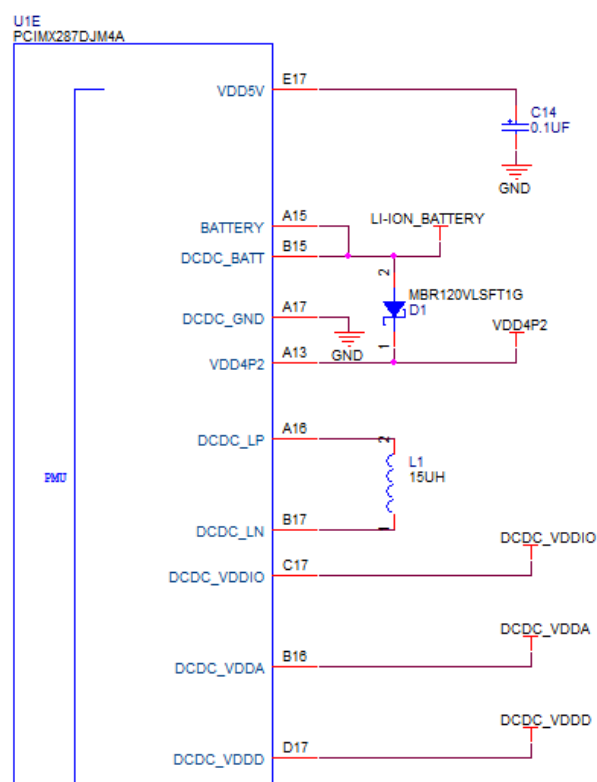 U1E
PCIMX287DJM4A
VDD5V
E17
C14
0.1UF
GND
BATTERY
A15
LI-ION_BATTERY
DCDC_BATT
B15
2
MBR120VLSFT1G
D1
DCDC_GND
A17
VDD4P2
GND
1
VDD4P2
A13
DCDC_LP
A16
2
L1
15UH
PMU
DCDC_LN
B17
1
DCDC_VDDIO
DCDC_VDDIO
C17
DCDC_VDDA
DCDC_VDDA
B16
DCDC_VDDD
DCDC_VDDD
D17